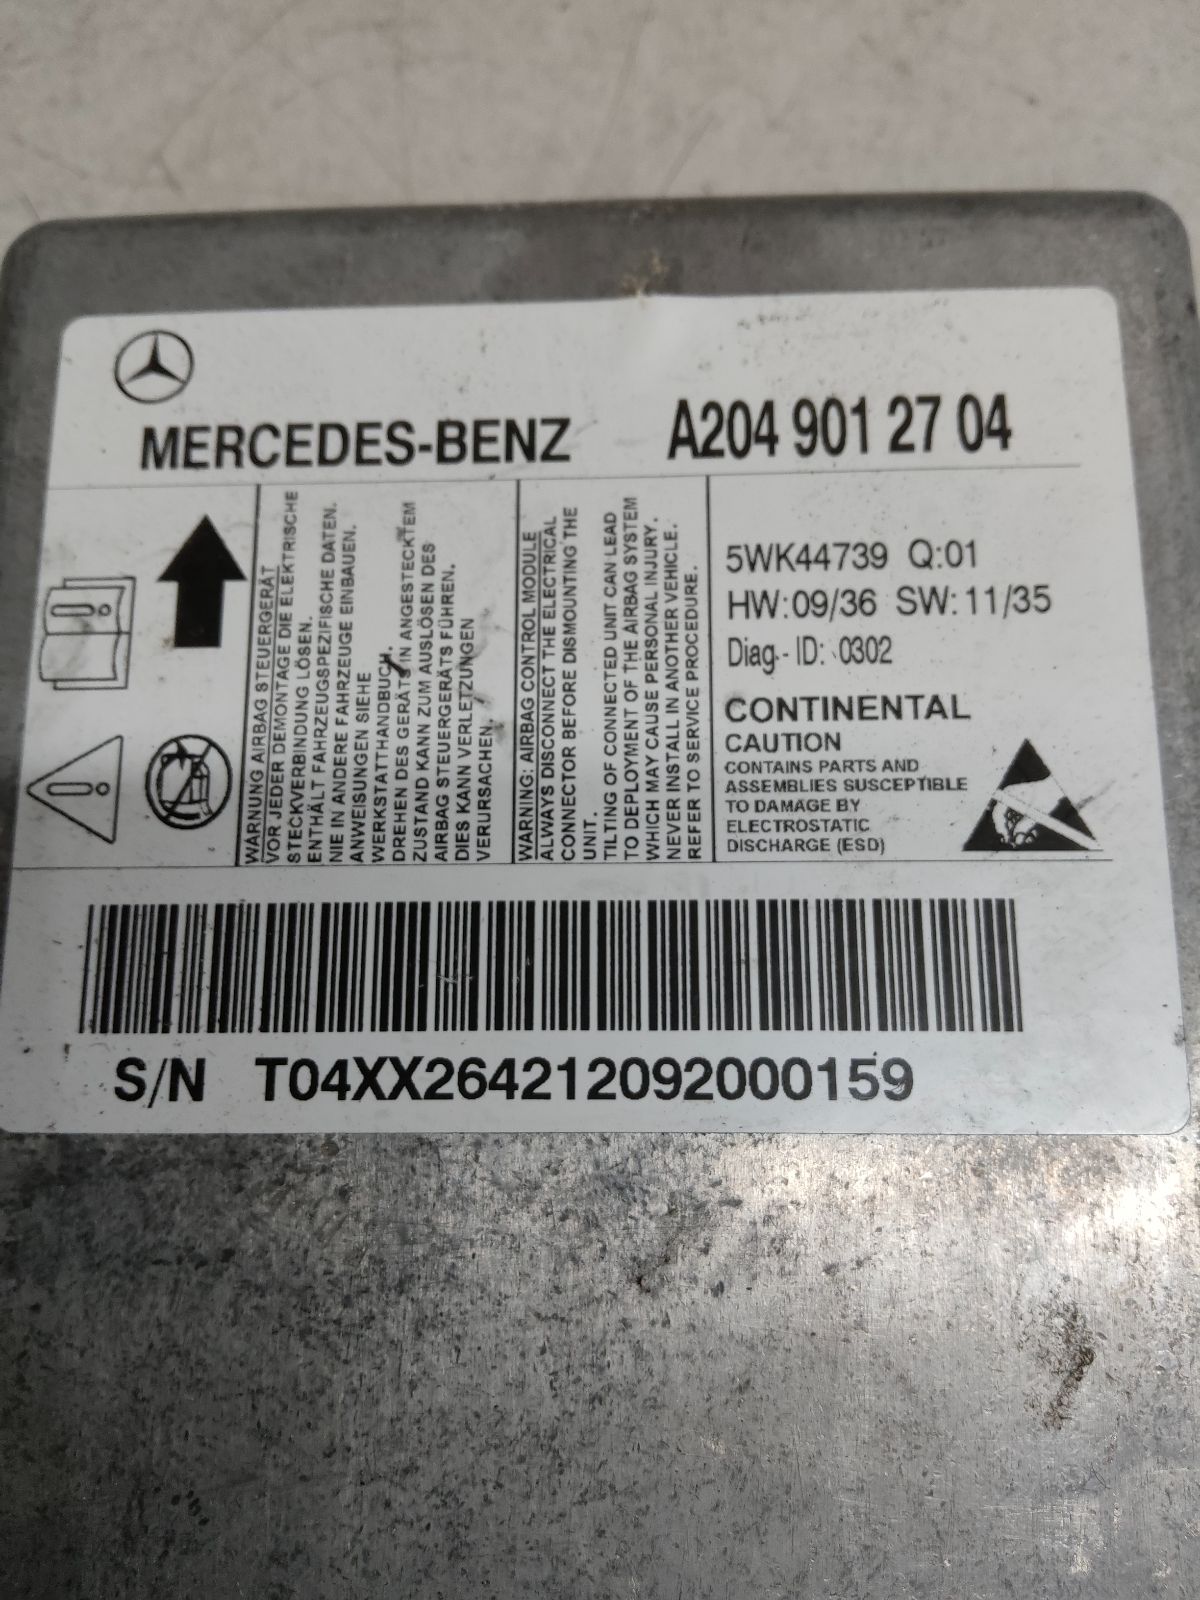 MERCEDES-BENZ
A204 901 27 04
WARNUNG AIRBAG STEUERGERÄT
VOR JEDER DEMONTAGE DIE ELEKTRISCHE
STECKVERBINDUNG LÖSEN.
ENTHÄLT FAHRZEUGSPEZIFISCHE DATEN.
NIE IN ANDERE FAHRZEUGE EINBAUEN.
ANWEISUNGEN SIEHE
WERKSTATTHANDBUCH.
DREHEN DES GERÄTS IN ANGESTECKTEM
ZUSTAND KANN ZUM AUSLÖSEN DES
AIRBAG STEUERGERÄTS FÜHREN.
DIES KANN VERLETZUNGEN
VERURSACHEN.
WARNING: AIRBAG CONTROL MODULE
ALWAYS DISCONNECT THE ELECTRICAL
CONNECTOR BEFORE DISMOUNTING THE
UNIT.
TILTING OF CONNECTED UNIT CAN LEAD
TO DEPLOYMENT OF THE AIRBAG SYSTEM
WHICH MAY CAUSE PERSONAL INJURY.
NEVER INSTALL IN ANOTHER VEHICLE.
REFER TO SERVICE PROCEDURE.
5WK44739 Q:01
HW:09/36 SW:11/35
Diag-ID: 0302
CONTINENTAL
CAUTION
CONTAINS PARTS AND
ASSEMBLIES SUSCEPTIBLE
TO DAMAGE BY
ELECTROSTATIC
DISCHARGE (ESD)
S/N T04XX264212092000159